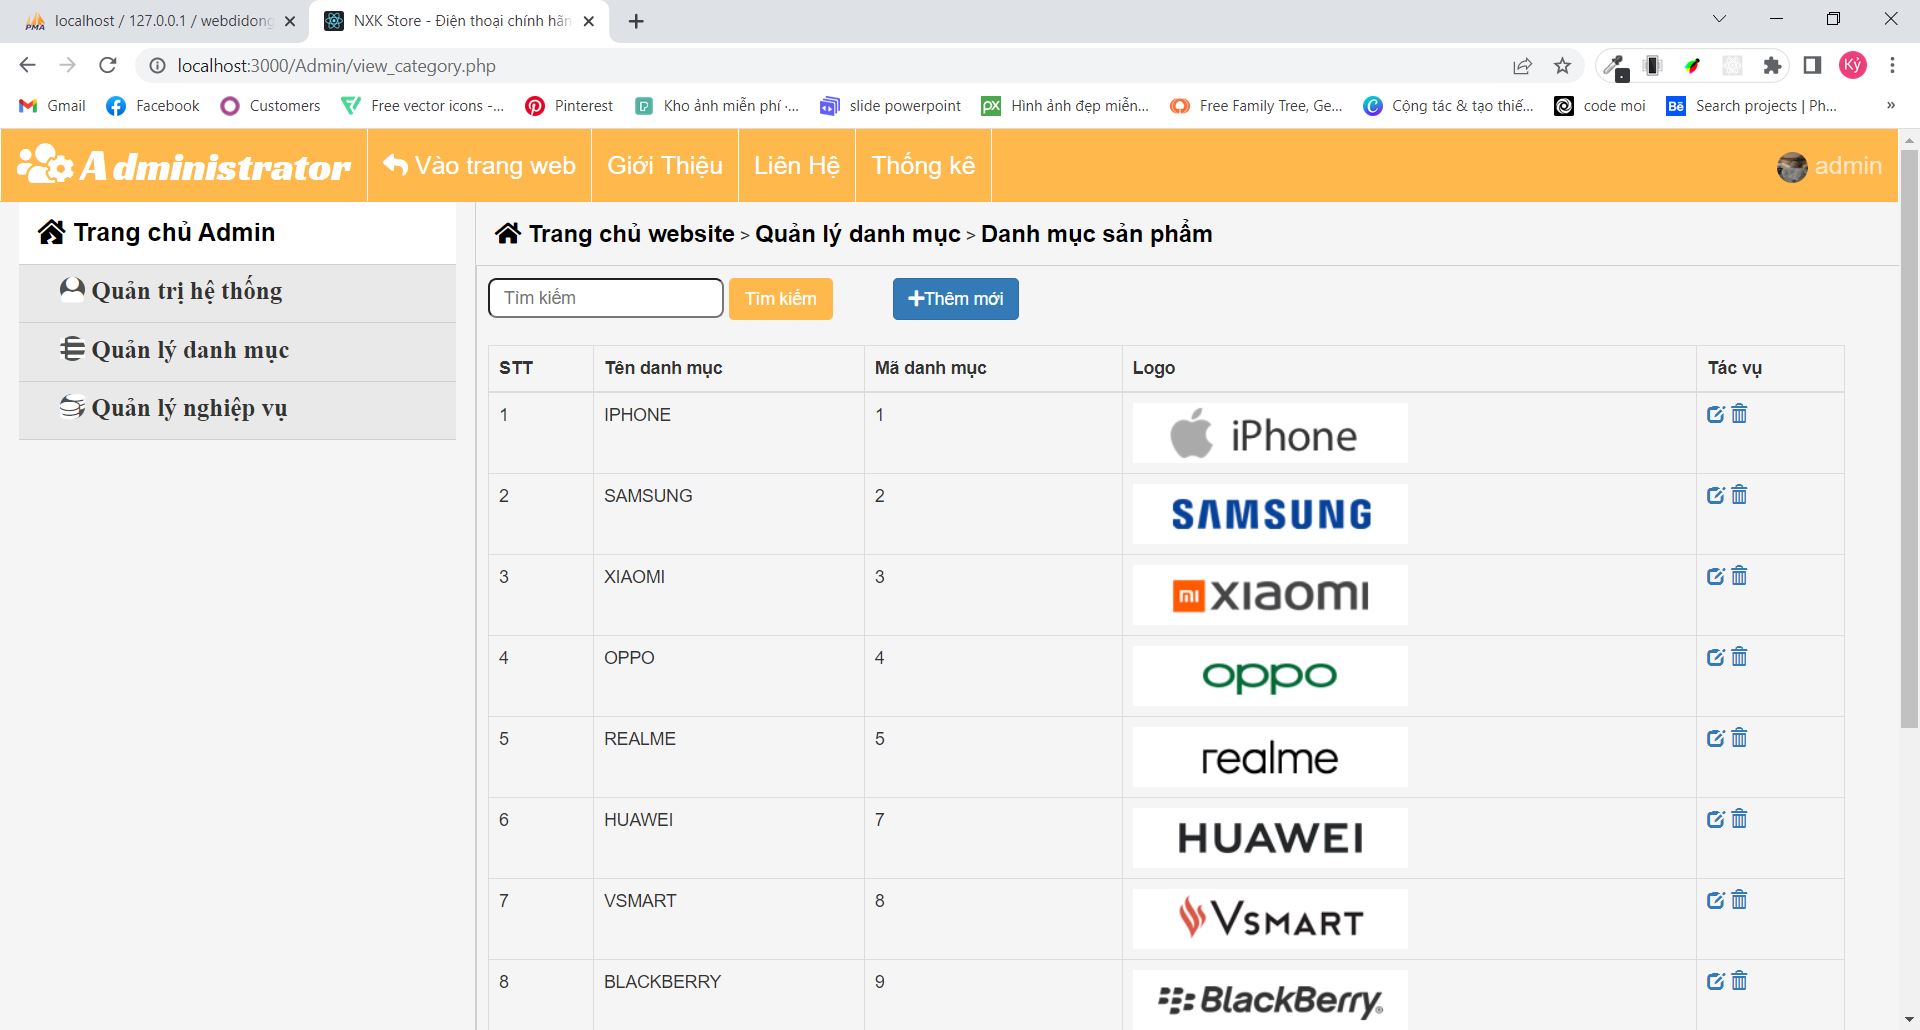 localhost / 127.0.0.1 / webdidong
NXK Store - Điện thoại chính hãn
localhost:3000/Admin/view_category.php
Kỷ
Gmail
Facebook
Customers
Free vector icons -...
Pinterest
Kho ảnh miễn phí ·...
slide powerpoint
Hình ảnh đẹp miễn...
Free Family Tree, Ge...
Cộng tác & tạo thiế...
code moi
Search projects | Ph...
»
Administrator
Vào trang web
Giới Thiệu
Liên Hệ
Thống kê
admin
Trang chủ Admin
Quản trị hệ thống
Quản lý danh mục
Quản lý nghiệp vụ
Trang chủ website > Quản lý danh mục > Danh mục sản phẩm
Tìm kiếm
Tìm kiếm
Thêm mới
STT Tên danh mục Mã danh mục Logo Tác vụ
1 IPHONE 1 iPhone
2 SAMSUNG 2 SAMSUNG
3 XIAOMI 3 mi xiaomi
4 OPPO 4 oppo
5 REALME 5 realme
6 HUAWEI 7 HUAWEI
7 VSMART 8 VSMART
8 BLACKBERRY 9 BlackBerry®